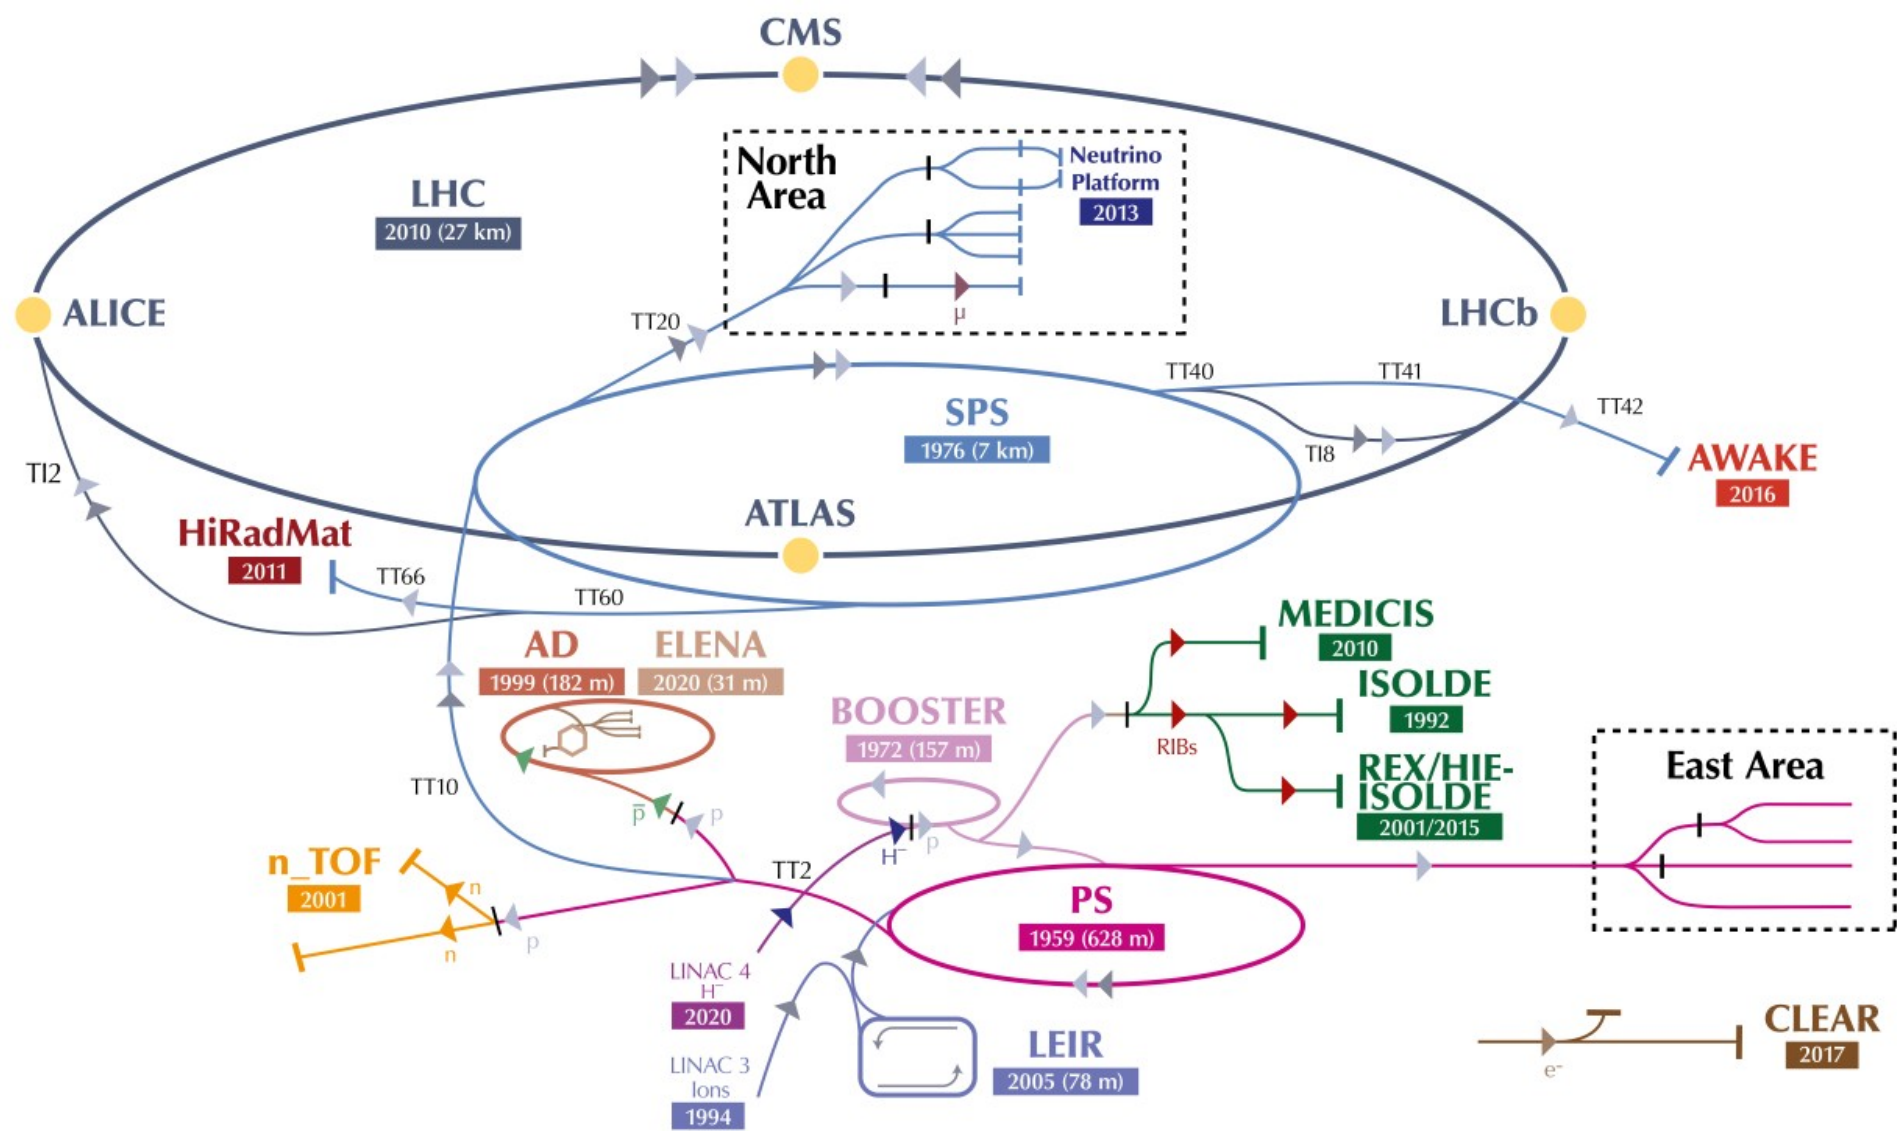 CMS
North
Area
Neutrino
Platform
2013
LHC
2010 (27 km)
ALICE
LHCb
TT20
μ
TT40
TT41
TT42
SPS
1976 (7 km)
TI8
AWAKE
2016
TI2
ATLAS
HiRadMat
2011
TT66
TT60
AD
1999 (182 m)
ELENA
2020 (31 m)
MEDICIS
2010
ISOLDE
1992
RIBs
REX/HIE-
ISOLDE
2001/2015
BOOSTER
1972 (157 m)
East Area
TT10
p̅
p
H⁻
p
n_TOF
2001
n
n
p
TT2
PS
1959 (628 m)
LINAC 4
H⁻
2020
LINAC 3
Ions
1994
LEIR
2005 (78 m)
CLEAR
2017
e⁻